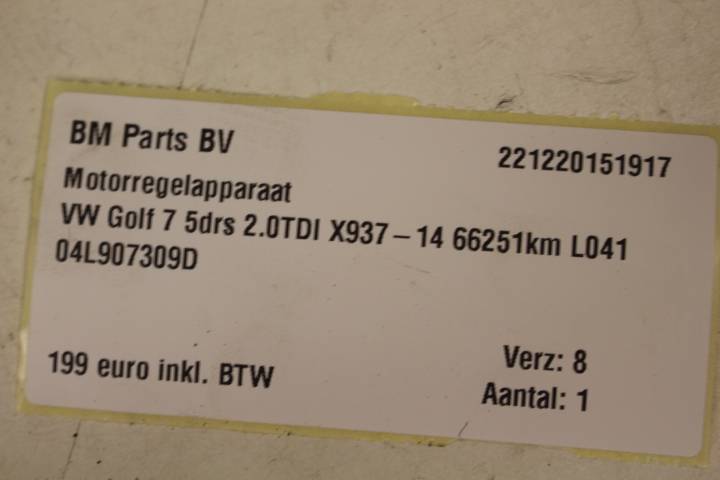 BM Parts BV
221220151917
Motorregelapparaat
VW Golf 7 5drs 2.0TDI X937–14 66251km L041
04L907309D
199 euro inkl. BTW
Verz: 8
Aantal: 1